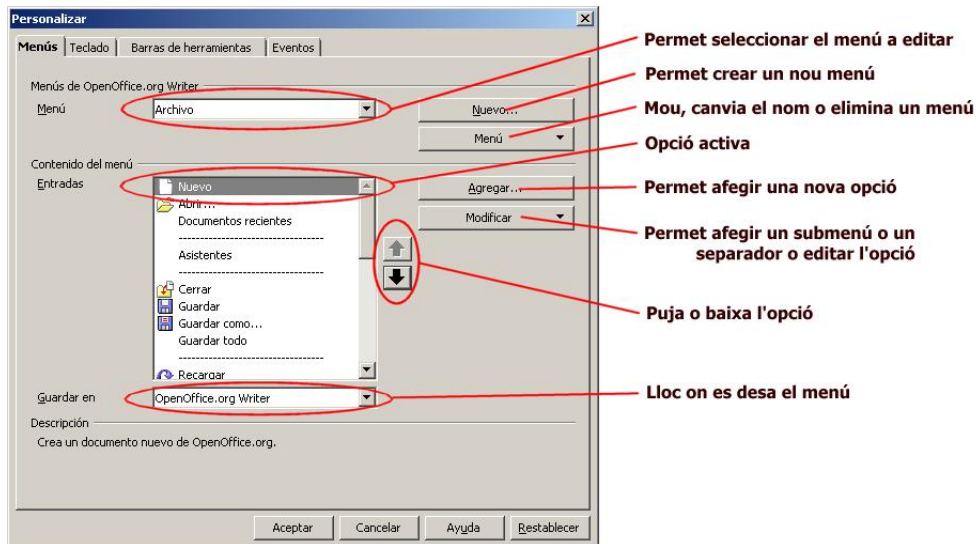 Personalizar
Menús Teclado Barras de herramientas Eventos
Menús de OpenOffice.org Writer
Menú Archivo Nuevo...
Menú
Contenido del menú
Entradas Nuevo Agregar...
Abrir... Modificar
Documentos recientes
--------------------------------
Asistentes
--------------------------------
Cerrar
Guardar
Guardar como...
Guardar todo
--------------------------------
Recargar
Guardar en OpenOffice.org Writer
Descripción
Crea un documento nuevo de OpenOffice.org.
Aceptar Cancelar Ayuda Restablecer
Permet seleccionar el menú a editar
Permet crear un nou menú
Mou, canvia el nom o elimina un menú
Opció activa
Permet afegir una nova opció
Permet afegir un submenú o un
separador o editar l'opció
Puja o baixa l'opció
Lloc on es desa el menú